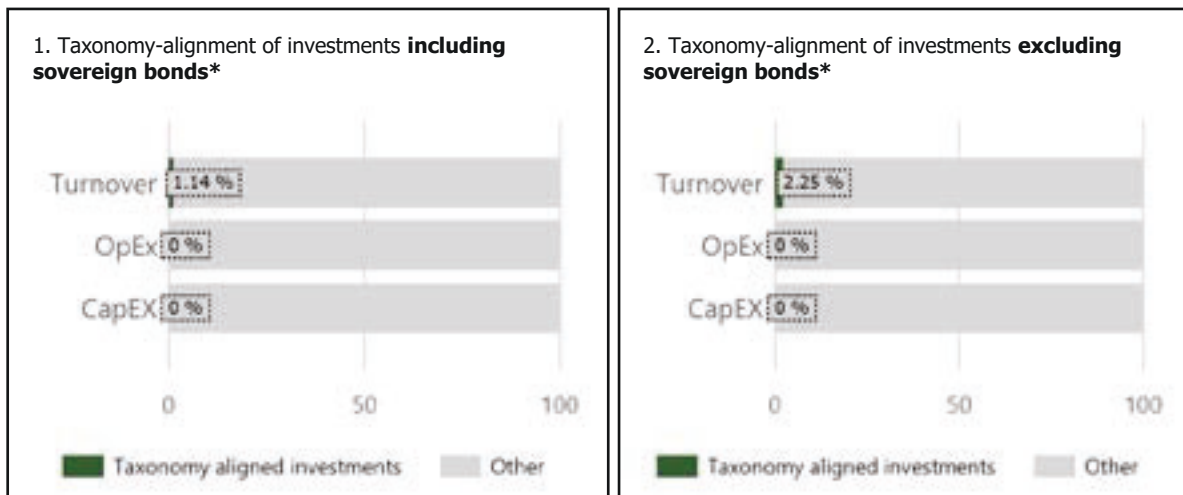 1. Taxonomy-alignment of investments including
sovereign bonds*
Turnover 1.14 %
OpEx 0 %
CapEX 0 %
0 50 100
Taxonomy aligned investments Other
2. Taxonomy-alignment of investments excluding
sovereign bonds*
Turnover 2.25 %
OpEx 0 %
CapEX 0 %
0 50 100
Taxonomy aligned investments Other